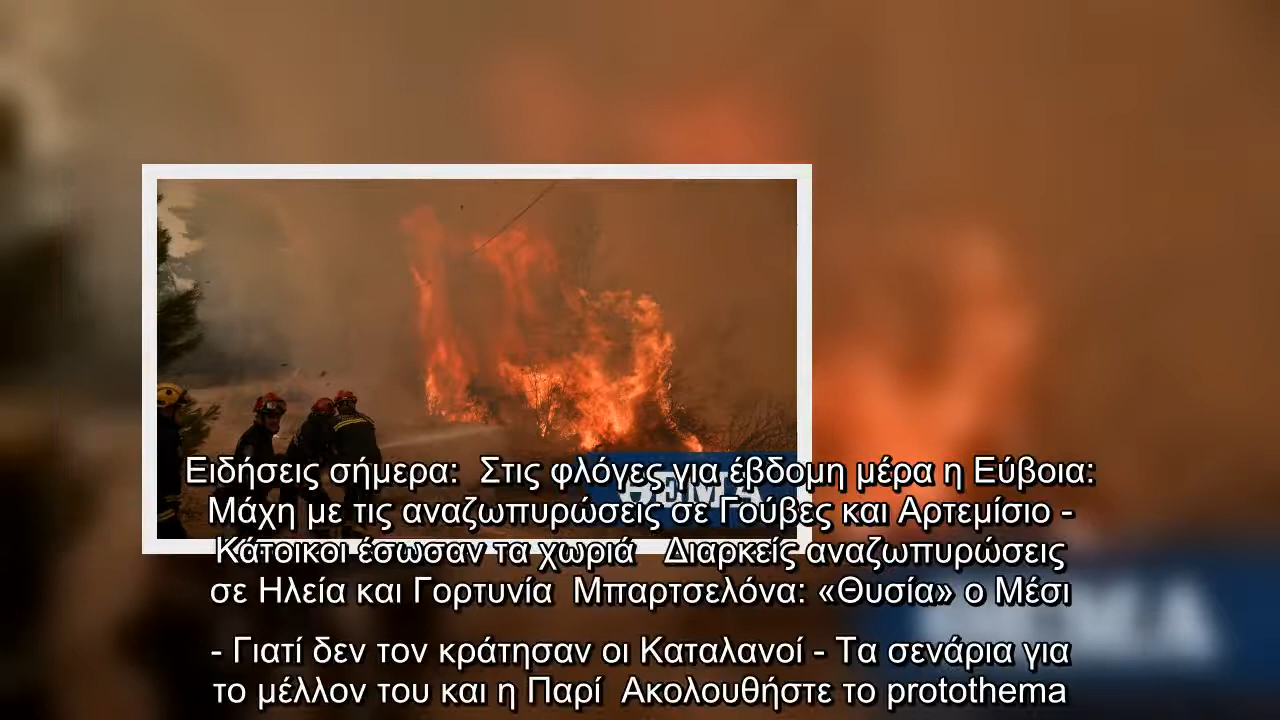 Ειδήσεις σήμερα:  Στις φλόγες για έβδομη μέρα η Εύβοια:
Μάχη με τις αναζωπυρώσεις σε Γούβες και Αρτεμίσιο -
Κάτοικοι έσωσαν τα χωριά   Διαρκείς αναζωπυρώσεις
σε Ηλεία και Γορτυνία  Μπαρτσελόνα: «Θυσία» ο Μέσι
- Γιατί δεν τον κράτησαν οι Καταλανοί - Τα σενάρια για
το μέλλον του και η Παρί  Ακολουθήστε το protothema
ΘΕΜΑ